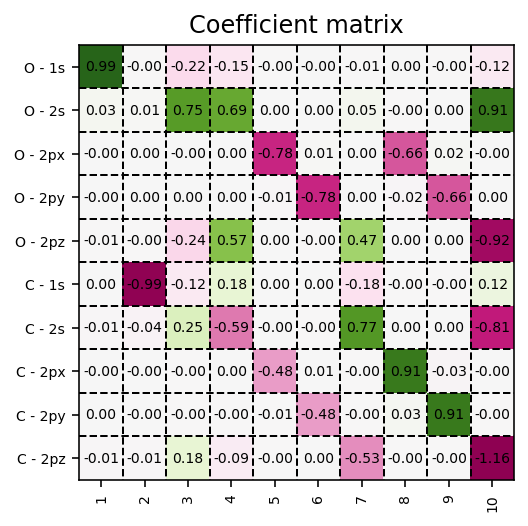 Coefficient matrix
O - 1s 0.99 -0.00 -0.22 -0.15 -0.00 -0.00 -0.01 0.00 -0.00 -0.12
O - 2s 0.03 0.01 0.75 0.69 0.00 0.00 0.05 -0.00 0.00 0.91
O - 2px -0.00 0.00 -0.00 0.00 -0.78 0.01 0.00 -0.66 0.02 -0.00
O - 2py -0.00 0.00 0.00 0.00 -0.01 -0.78 0.00 -0.02 -0.66 0.00
O - 2pz -0.01 -0.00 -0.24 0.57 0.00 -0.00 0.47 0.00 0.00 -0.92
C - 1s 0.00 -0.99 -0.12 0.18 0.00 0.00 -0.18 -0.00 -0.00 0.12
C - 2s -0.01 -0.04 0.25 -0.59 -0.00 -0.00 0.77 0.00 0.00 -0.81
C - 2px -0.00 -0.00 -0.00 0.00 -0.48 0.01 -0.00 0.91 -0.03 -0.00
C - 2py 0.00 -0.00 0.00 -0.00 -0.01 -0.48 -0.00 0.03 0.91 -0.00
C - 2pz -0.01 -0.01 0.18 -0.09 -0.00 0.00 -0.53 -0.00 -0.00 -1.16
1 2 3 4 5 6 7 8 9 10